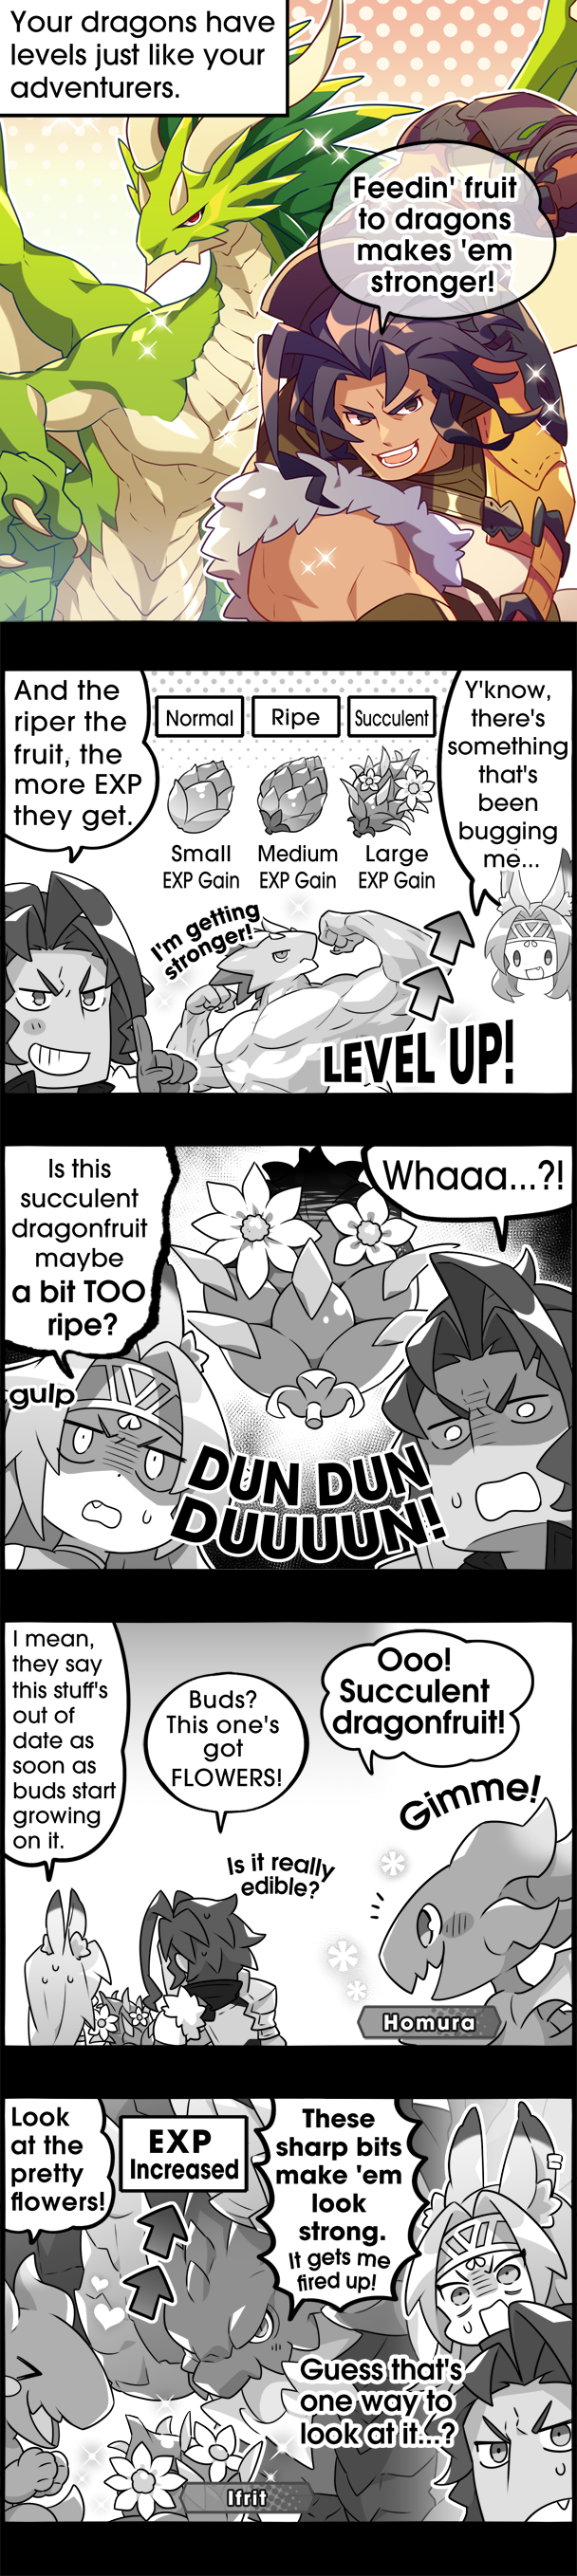 Your dragons have
levels just like your
adventurers.
Feedin' fruit
to dragons
makes 'em
stronger!
And the
riper the
fruit, the
more EXP
they get.
Normal
Ripe
Succulent
Small
EXP Gain
Medium
EXP Gain
Large
EXP Gain
Y'know,
there's
something
that's
been
bugging
me...
I'm getting
stronger!
LEVEL UP!
Is this
succulent
dragonfruit
maybe
a bit TOO
ripe?
Whaaa...?!
gulp
DUN DUN
DUUUUN!
I mean,
they say
this stuff's
out of
date as
soon as
buds start
growing
on it.
Buds?
This one's
got
FLOWERS!
Ooo!
Succulent
dragonfruit!
Gimme!
Is it really
edible?
Homura
Look
at the
pretty
flowers!
EXP
Increased
These
sharp bits
make 'em
look
strong.
It gets me
fired up!
Guess that's
one way to
look at it...?
Ifrit